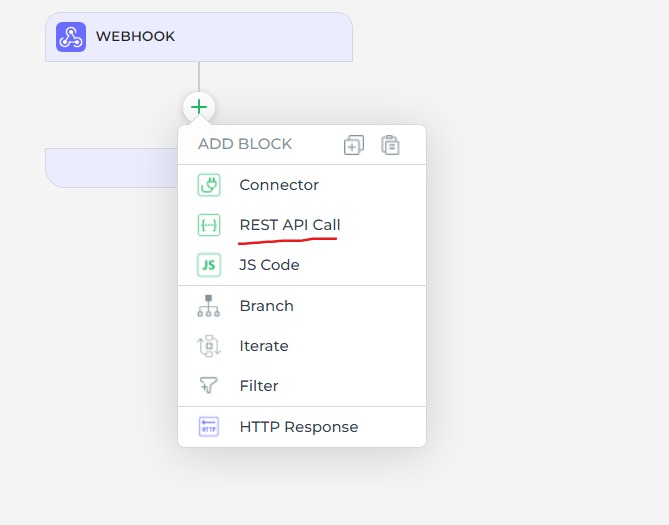 WEBHOOK
ADD BLOCK
Connector
REST API Call
JS
JS Code
Branch
Iterate
Filter
HTTP
HTTP Response